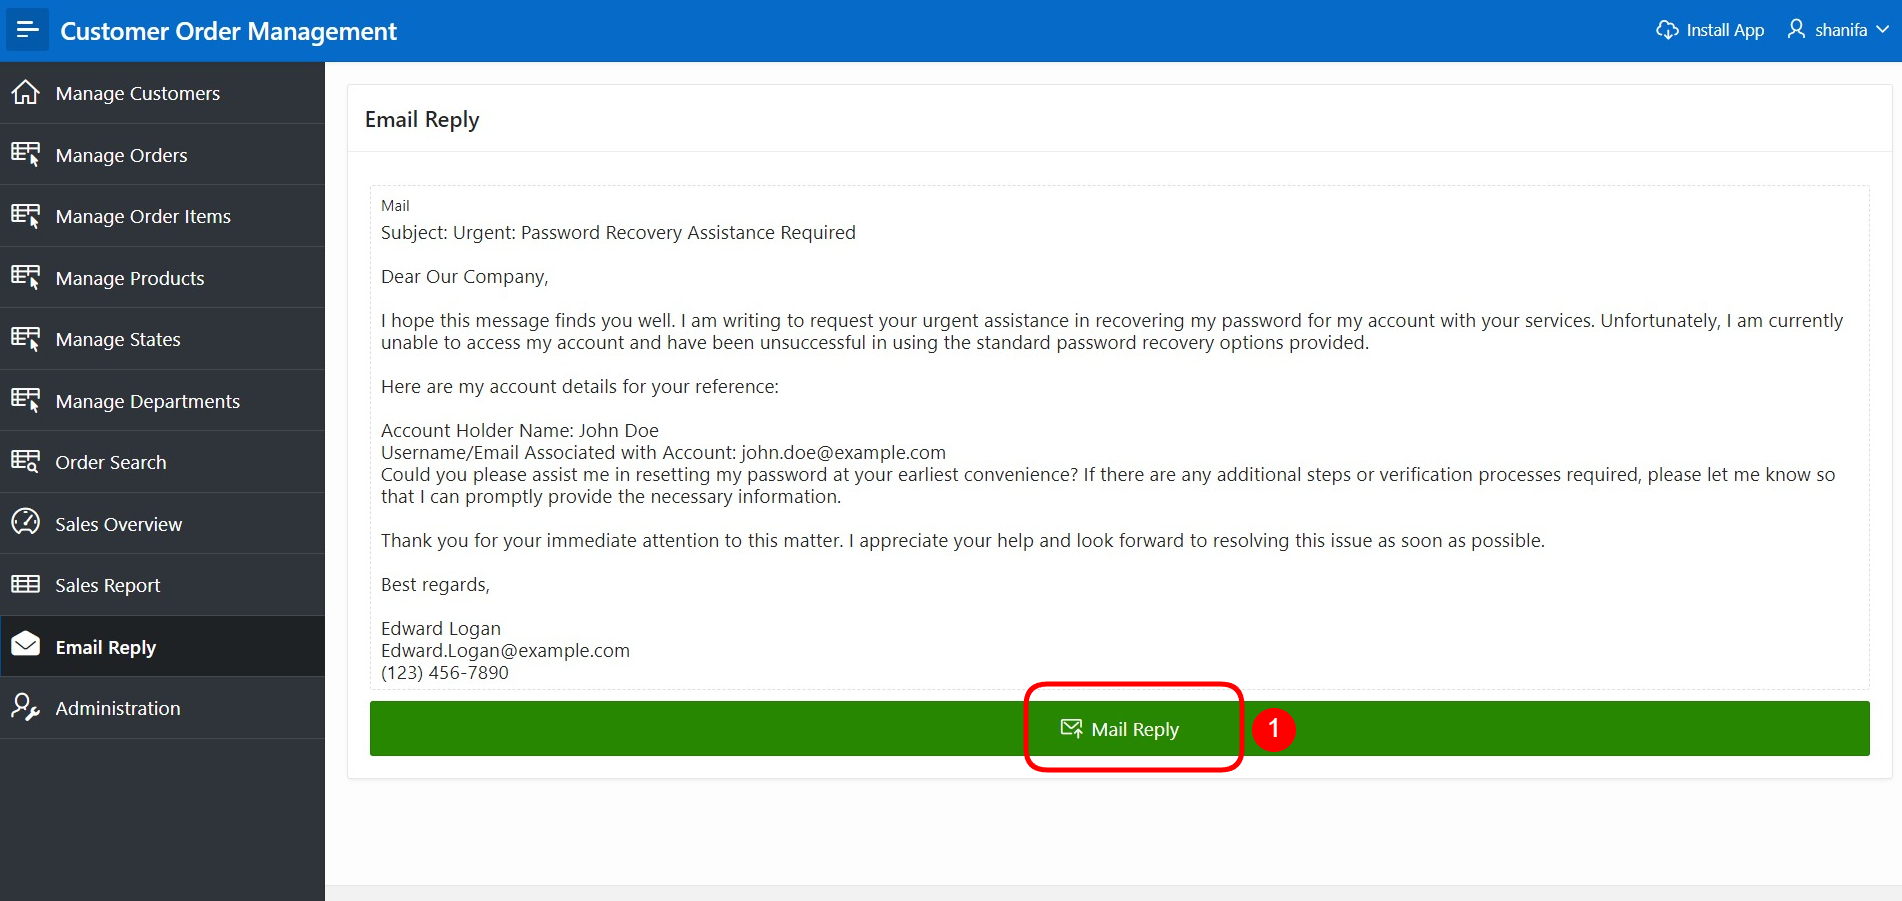 Customer Order Management
Install App
shanifa
Manage Customers
Manage Orders
Manage Order Items
Manage Products
Manage States
Manage Departments
Order Search
Sales Overview
Sales Report
Email Reply
Administration
Email Reply
Mail
Subject: Urgent: Password Recovery Assistance Required
Dear Our Company,
I hope this message finds you well. I am writing to request your urgent assistance in recovering my password for my account with your services. Unfortunately, I am currently
unable to access my account and have been unsuccessful in using the standard password recovery options provided.
Here are my account details for your reference:
Account Holder Name: John Doe
Username/Email Associated with Account: john.doe@example.com
Could you please assist me in resetting my password at your earliest convenience? If there are any additional steps or verification processes required, please let me know so
that I can promptly provide the necessary information.
Thank you for your immediate attention to this matter. I appreciate your help and look forward to resolving this issue as soon as possible.
Best regards,
Edward Logan
Edward.Logan@example.com
(123) 456-7890
Mail Reply
1